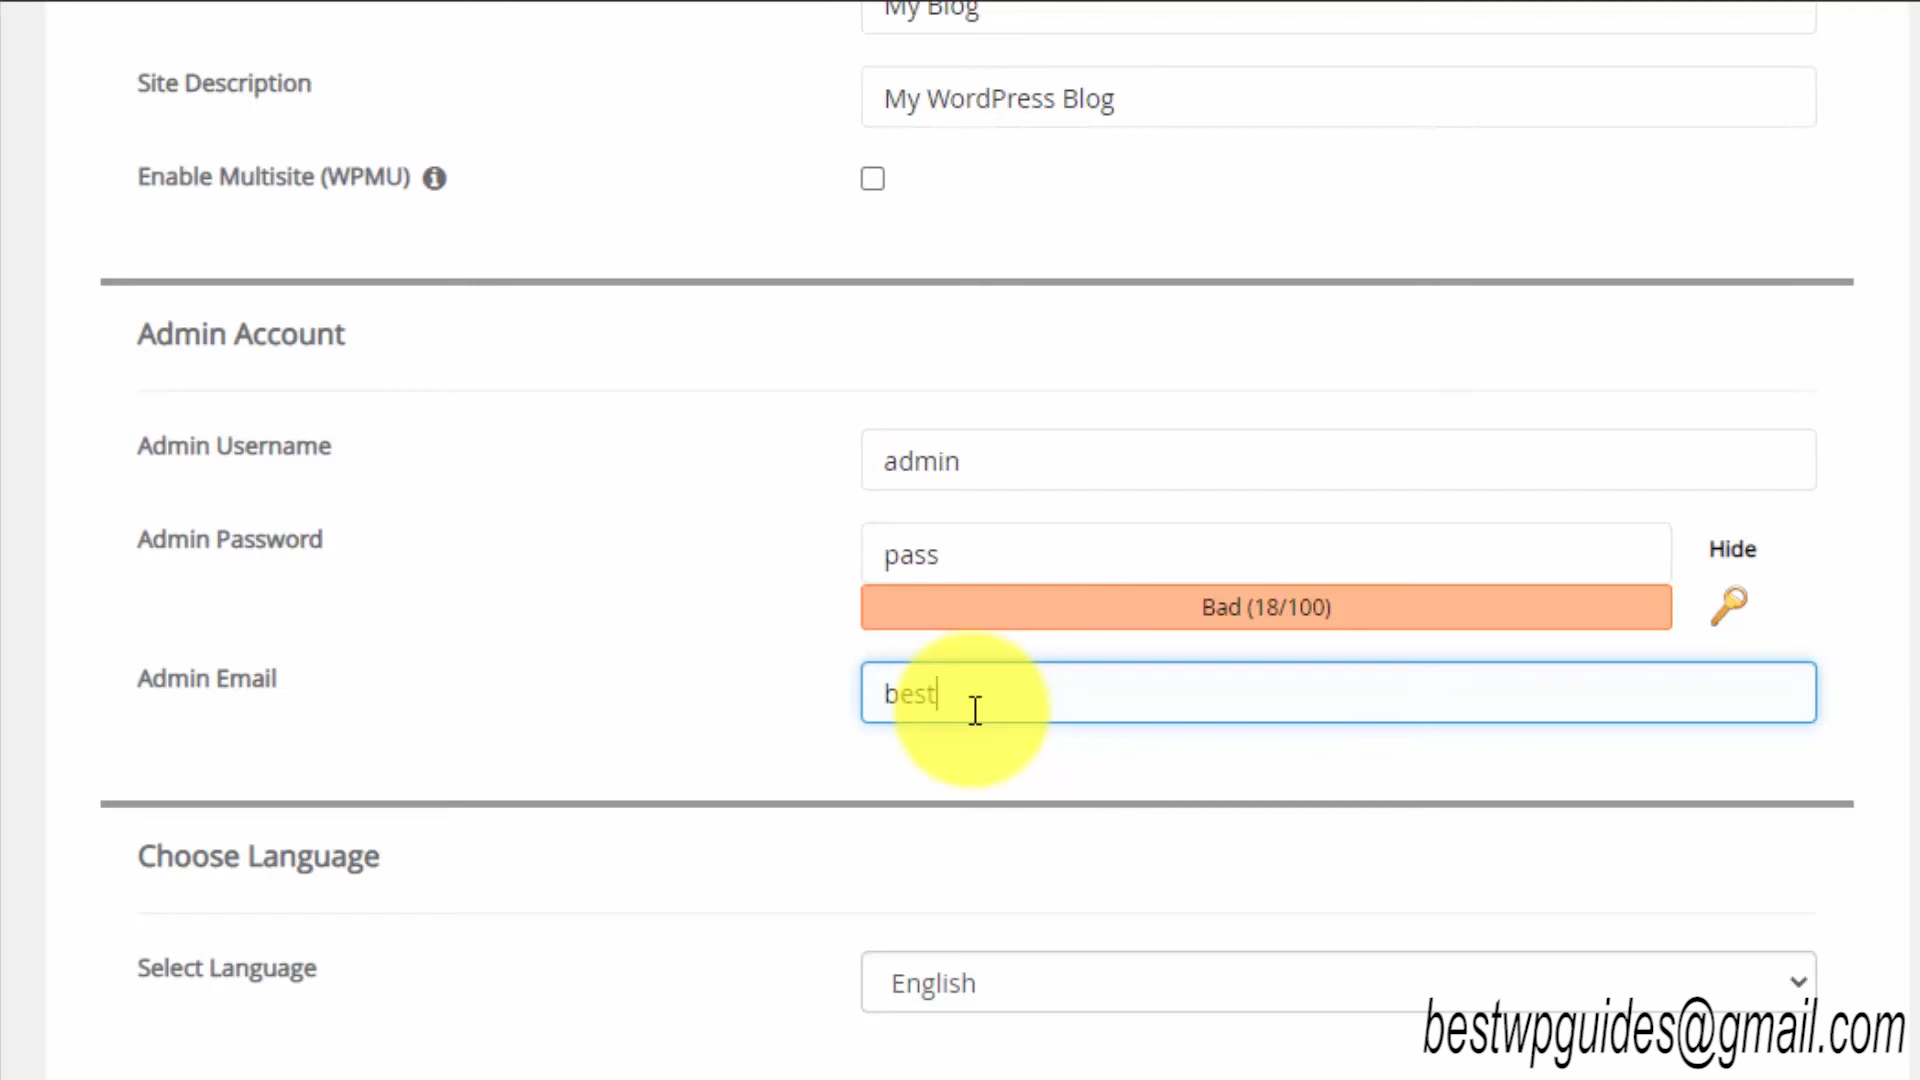 My Blog
Site Description
My WordPress Blog
Enable Multisite (WPMU)
Admin Account
Admin Username
admin
Admin Password
pass
Hide
Bad (18/100)
Admin Email
best
Choose Language
Select Language
English
bestwpguides@gmail.com